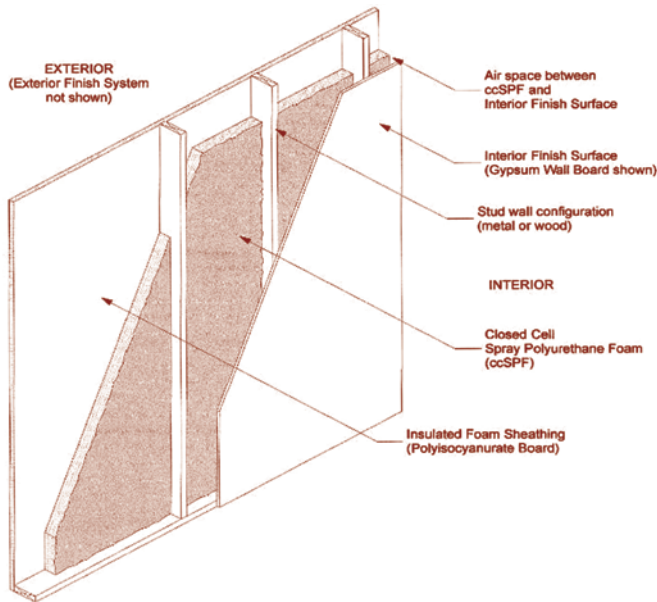 EXTERIOR
(Exterior Finish System
not shown)
Air space between
ccSPF and
Interior Finish Surface
Interior Finish Surface
(Gypsum Wall Board shown)
Stud wall configuration
(metal or wood)
INTERIOR
Closed Cell
Spray Polyurethane Foam
(ccSPF)
Insulated Foam Sheathing
(Polyisocyanurate Board)